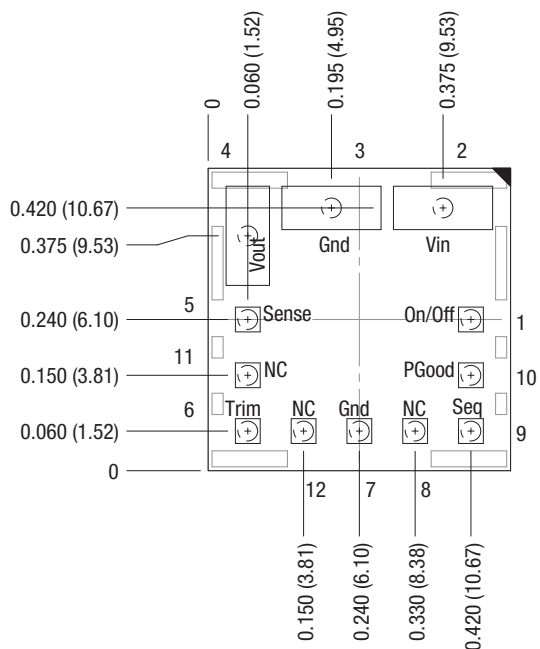 0
0.060 (1.52)
0.195 (4.95)
0.375 (9.53)
4
3
2
0.420 (10.67)
0.375 (9.53)
Vout
Gnd
Vin
5
0.240 (6.10)
Sense
On/Off
1
11
0.150 (3.81)
NC
PGood
10
6
0.060 (1.52)
Trim
NC
Gnd
NC
Seq
9
0
12
7
8
0.150 (3.81)
0.240 (6.10)
0.330 (8.38)
0.420 (10.67)